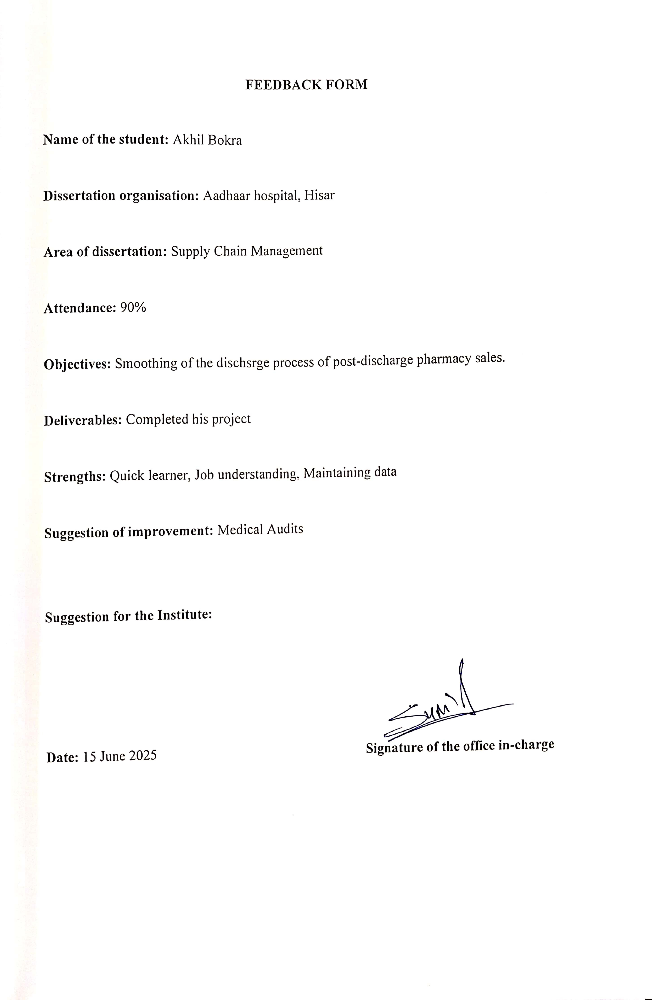 FEEDBACK FORM
Name of the student: Akhil Bokra
Dissertation organisation: Aadhaar hospital, Hisar
Area of dissertation: Supply Chain Management
Attendance: 90%
Objectives: Smoothing of the dischsrge process of post-discharge pharmacy sales.
Deliverables: Completed his project
Strengths: Quick learner, Job understanding, Maintaining data
Suggestion of improvement: Medical Audits
Suggestion for the Institute:
Signature of the office in-charge
Date: 15 June 2025